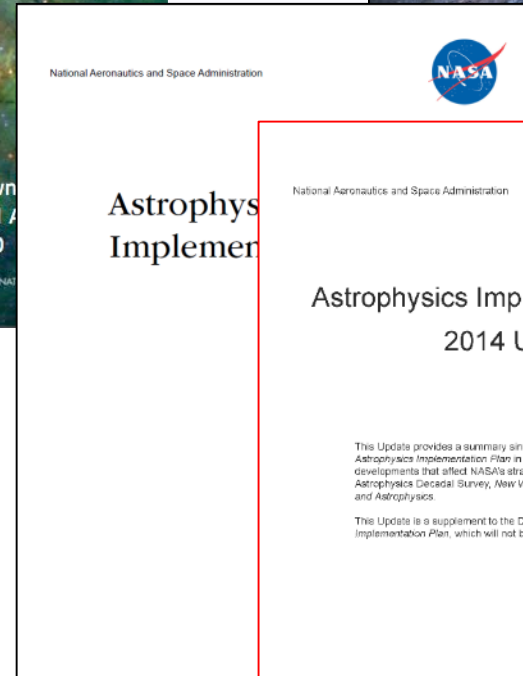 National Aeronautics and Space Administration
NASA
Astrophys
Implemen
National Aeronautics and Space Administration
Astrophysics Imp
2014 U
This Update provides a summary sin
Astrophysics Implementation Plan in
developments that affect NASA's stra
Astrophysics Decadal Survey, New W
and Astrophysics.
This Update is a supplement to the D
Implementation Plan, which will not b